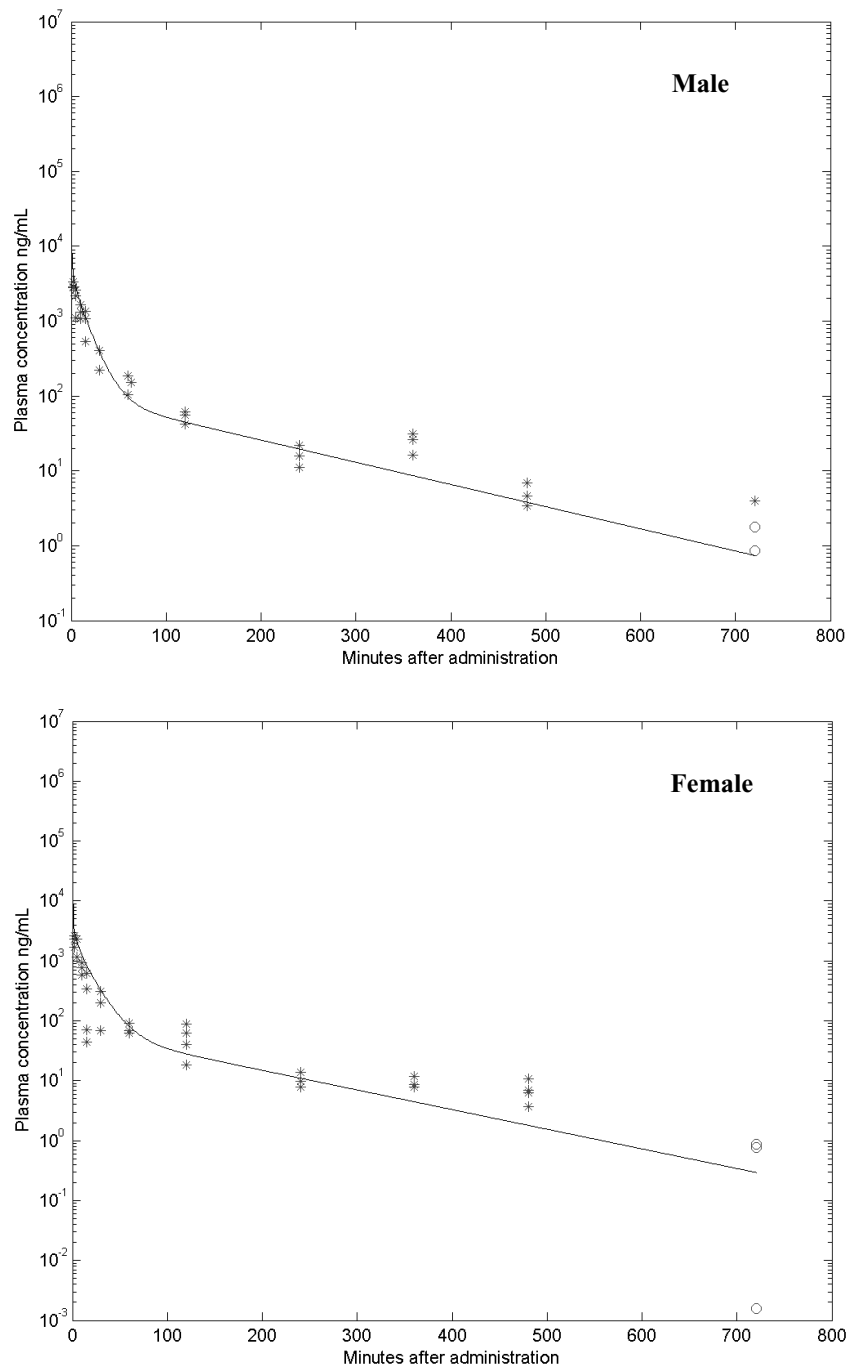 10^7
Male
10^6
10^5
10^4
10^3
10^2
10^1
10^0
10^-1
Plasma concentration ng/mL
0 100 200 300 400 500 600 700 800
Minutes after administration
10^7
Female
10^6
10^5
10^4
10^3
10^2
10^1
10^0
10^-1
10^-2
10^-3
Plasma concentration ng/mL
0 100 200 300 400 500 600 700 800
Minutes after administration